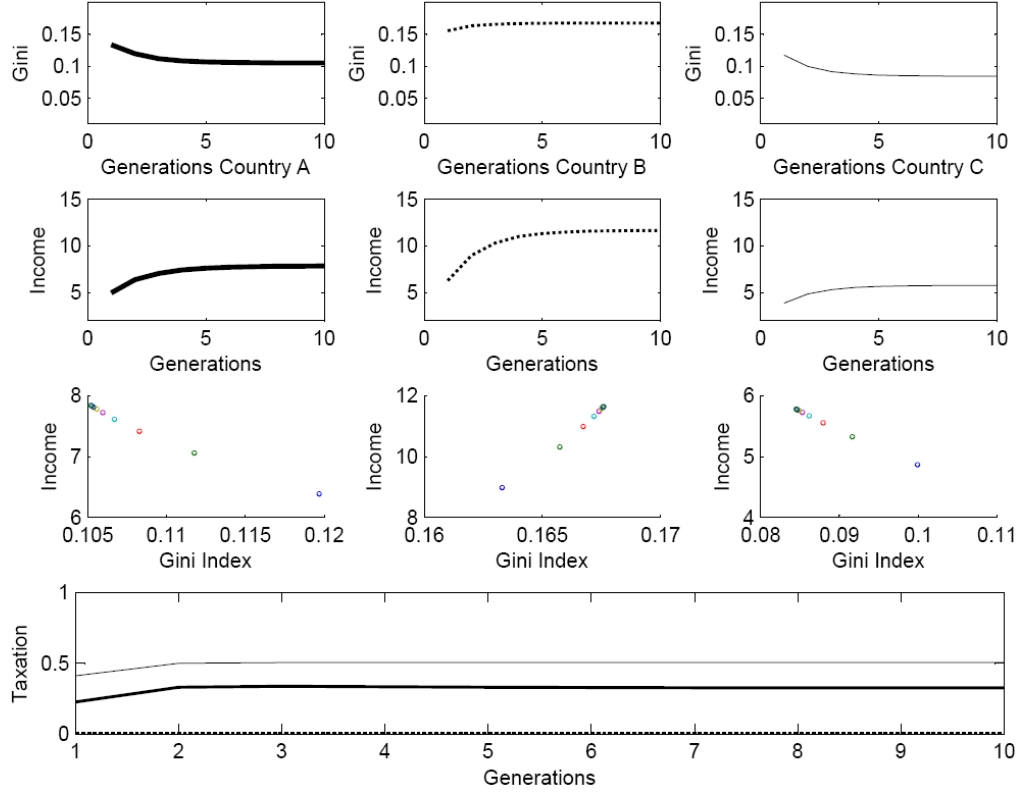 Gini
0.15
0.1
0.05
0 5 10
Generations Country A
Gini
0.15
0.1
0.05
0 5 10
Generations Country B
Gini
0.15
0.1
0.05
0 5 10
Generations Country C
Income
15
10
5
0 5 10
Generations
Income
15
10
5
0 5 10
Generations
Income
15
10
5
0 5 10
Generations
Income
8
7
6
0.105 0.11 0.115 0.12
Gini Index
Income
12
10
8
0.16 0.165 0.17
Gini Index
Income
6
5
4
0.08 0.09 0.1 0.11
Gini Index
Taxation
1
0.5
0
1 2 3 4 5 6 7 8 9 10
Generations